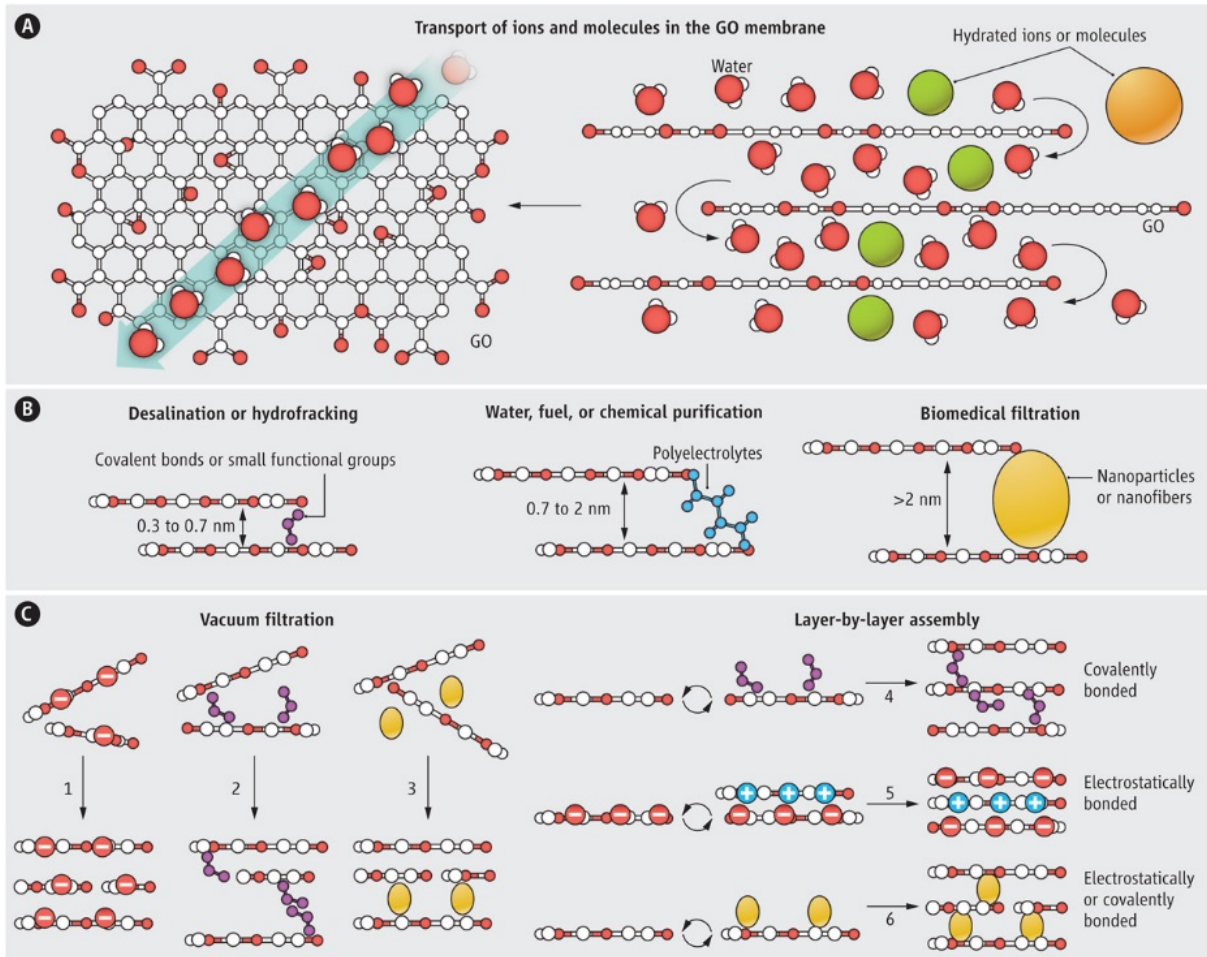 A
Transport of ions and molecules in the GO membrane
Hydrated ions or molecules
Water
GO
GO
B
Desalination or hydrofracking
Covalent bonds or small functional groups
0.3 to 0.7 nm
Water, fuel, or chemical purification
Polyelectrolytes
0.7 to 2 nm
Biomedical filtration
>2 nm
Nanoparticles
or nanofibers
C
Vacuum filtration
1
2
3
Layer-by-layer assembly
4
Covalently
bonded
5
Electrostatically
bonded
6
Electrostatically
or covalently
bonded